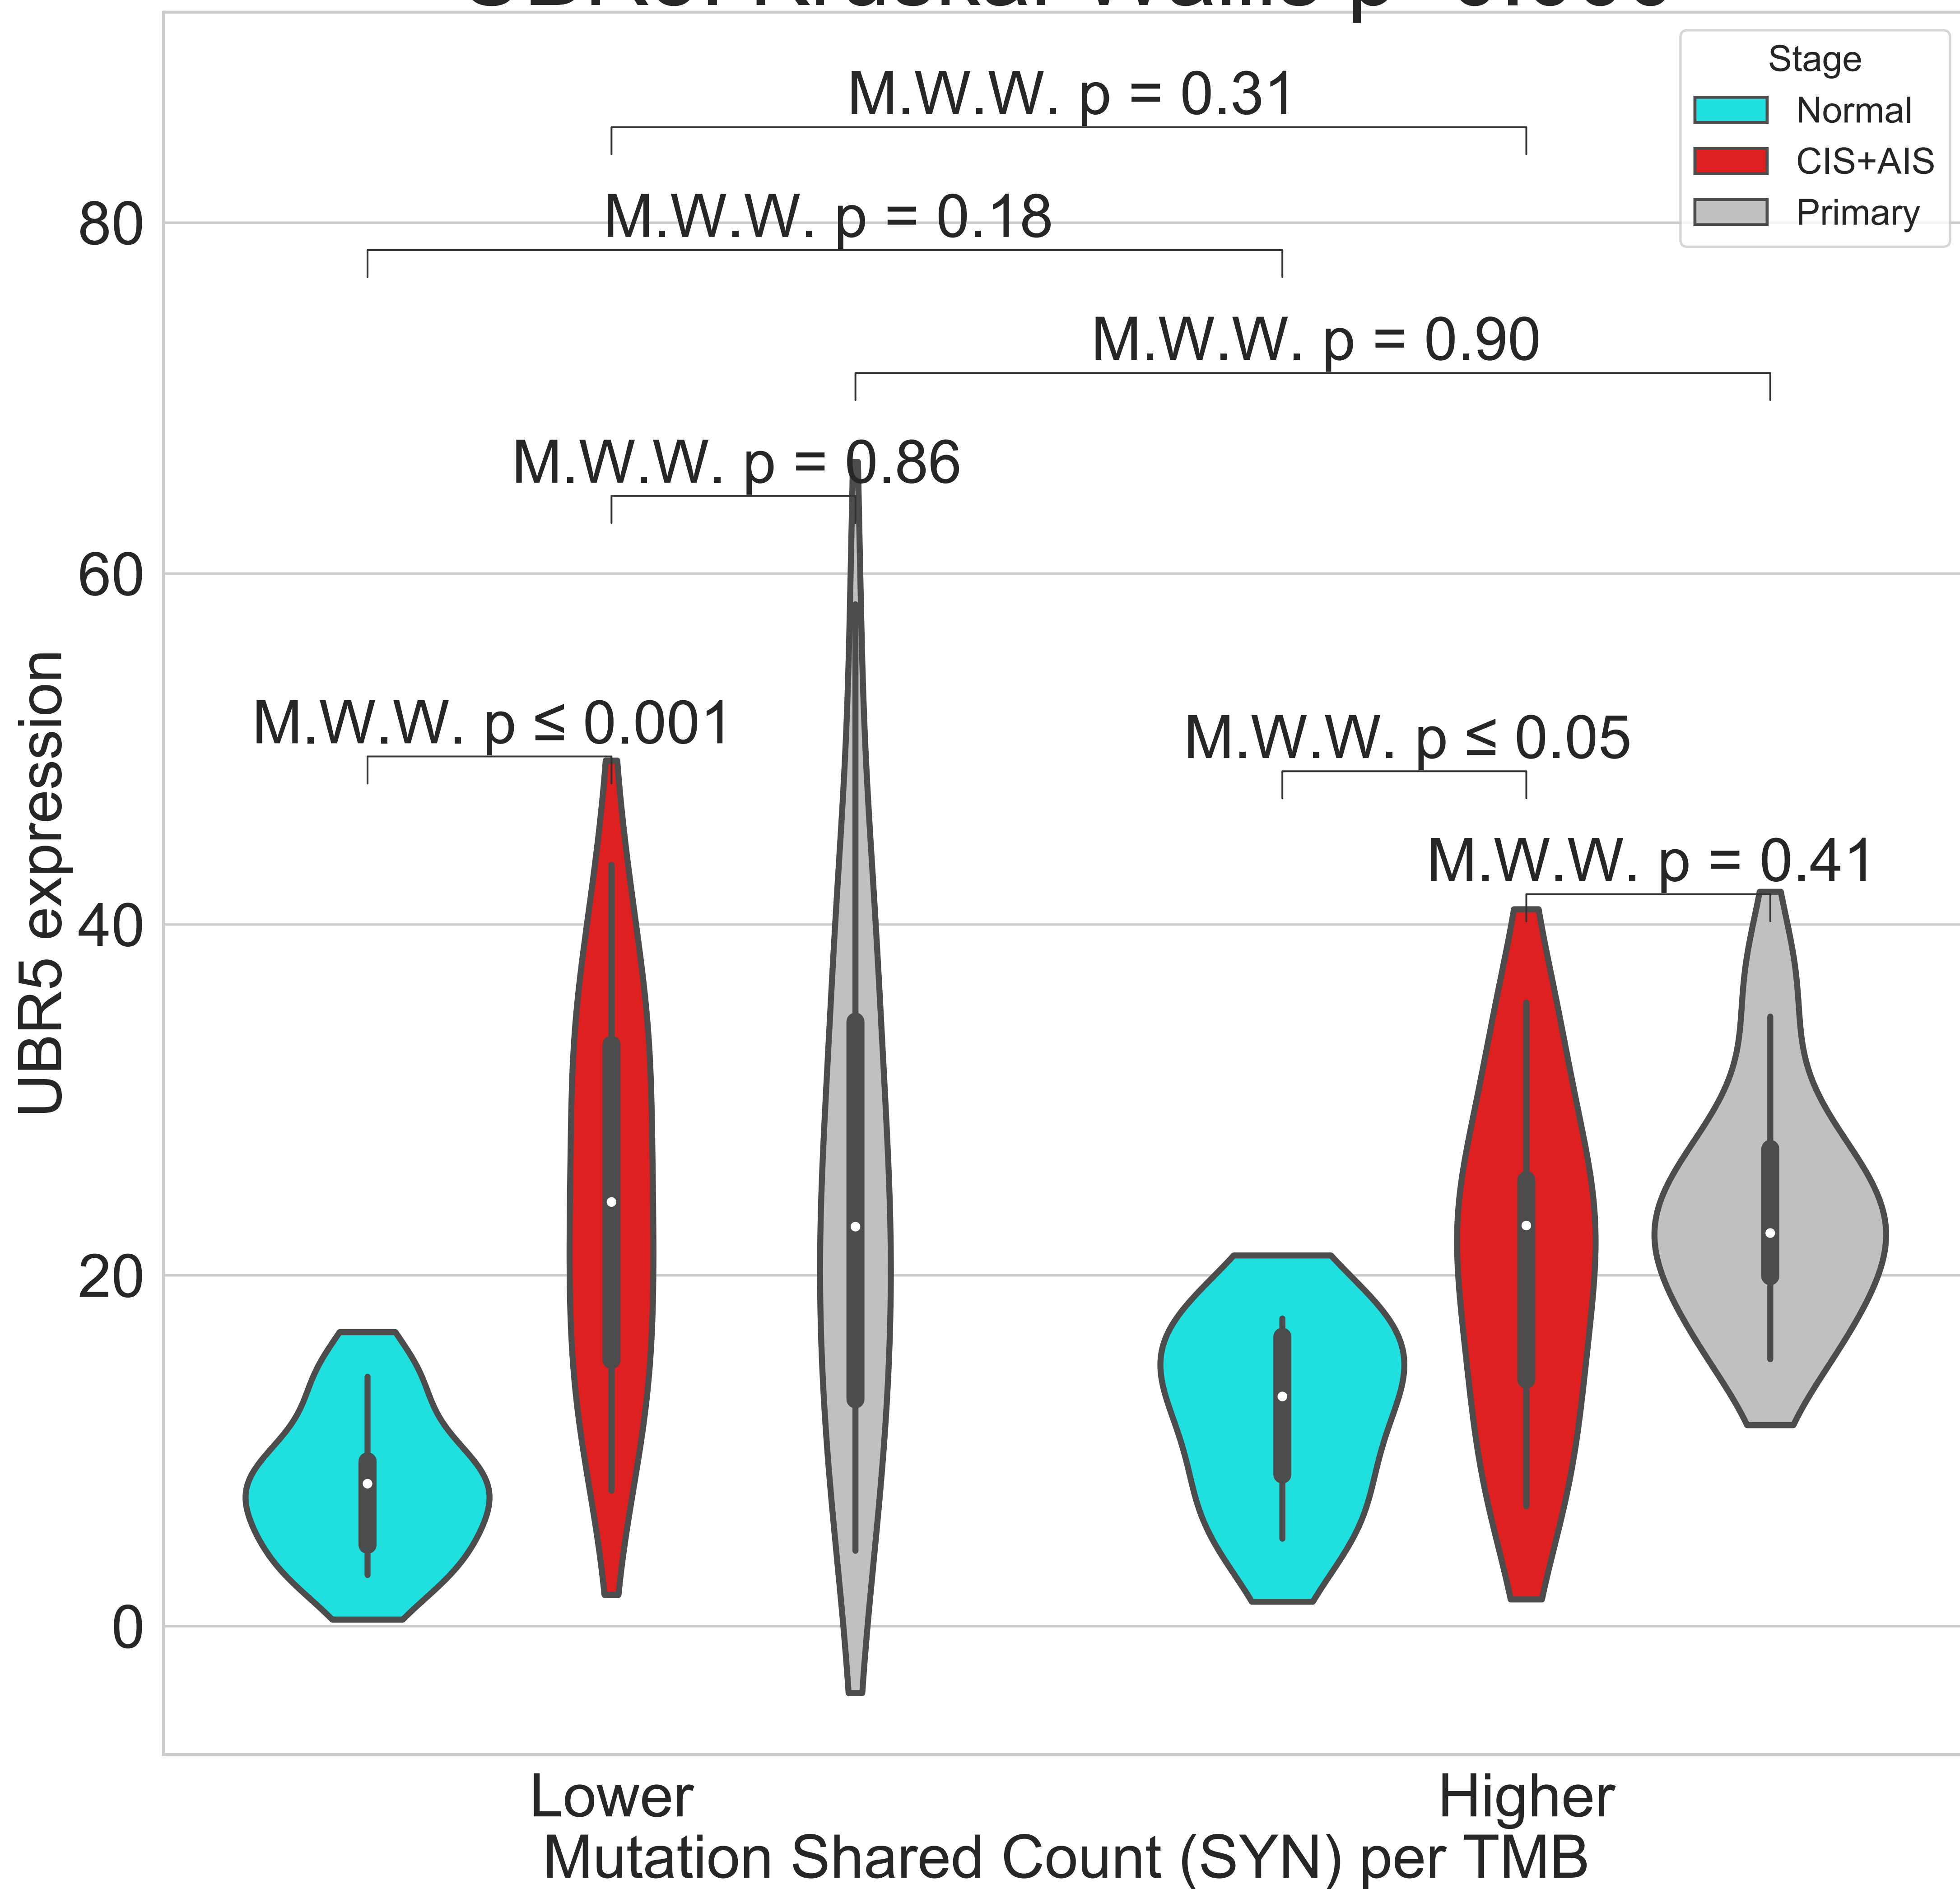 Stage
Normal
CIS+AIS
Primary
M.W.W. p = 0.31
M.W.W. p = 0.18
M.W.W. p = 0.90
M.W.W. p = 0.86
M.W.W. p ≤ 0.001
M.W.W. p ≤ 0.05
M.W.W. p = 0.41
80
60
40
20
0
UBR5 expression
Lower
Higher
Mutation Shared Count (SYN) per TMB